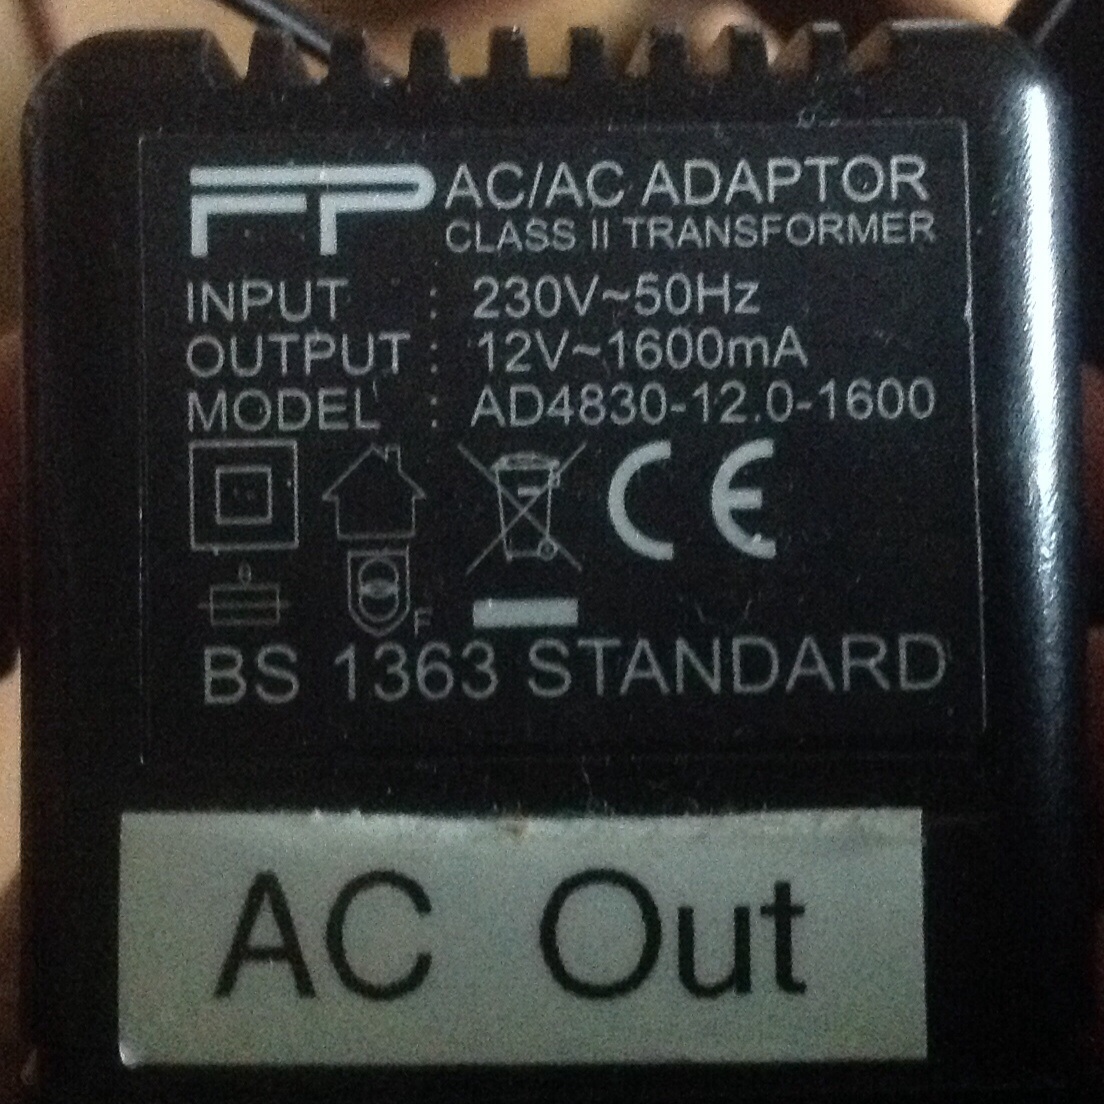 FP AC/AC ADAPTOR
CLASS II TRANSFORMER
INPUT : 230V~50Hz
OUTPUT : 12V~1600mA
MODEL : AD4830-12.0-1600
CE
F
BS 1363 STANDARD
AC Out